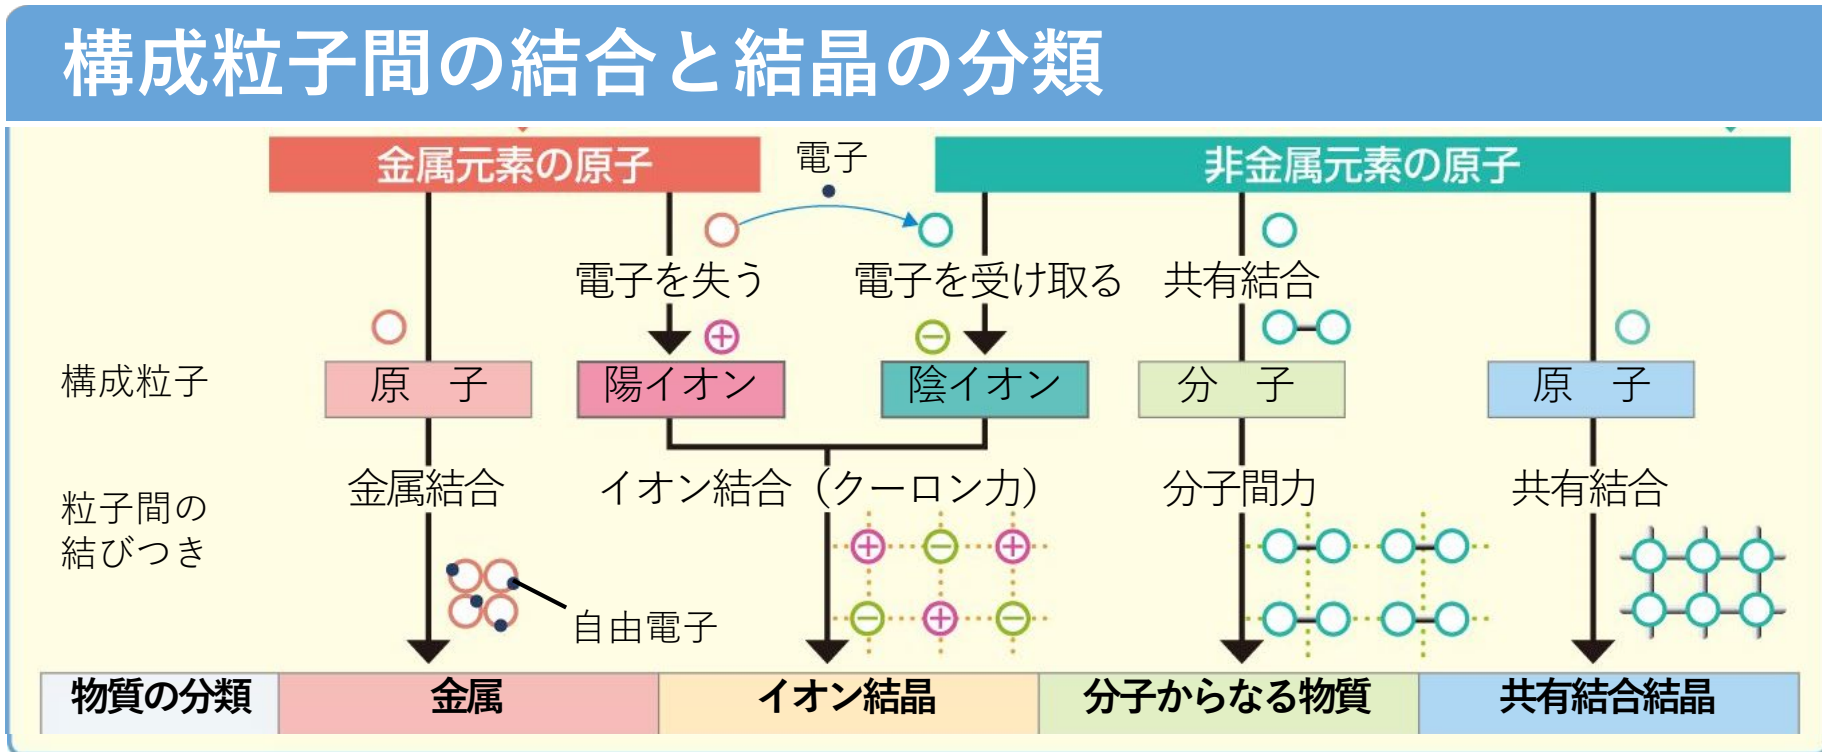 構成粒子間の結合と結晶の分類
金属元素の原子
電子
非金属元素の原子
電子を失う
電子を受け取る
共有結合
構成粒子
原　子
陽イオン
陰イオン
分　子
原　子
粒子間の
結びつき
金属結合
イオン結合（クーロン力）
分子間力
共有結合
自由電子
物質の分類
金属
イオン結晶
分子からなる物質
共有結合結晶